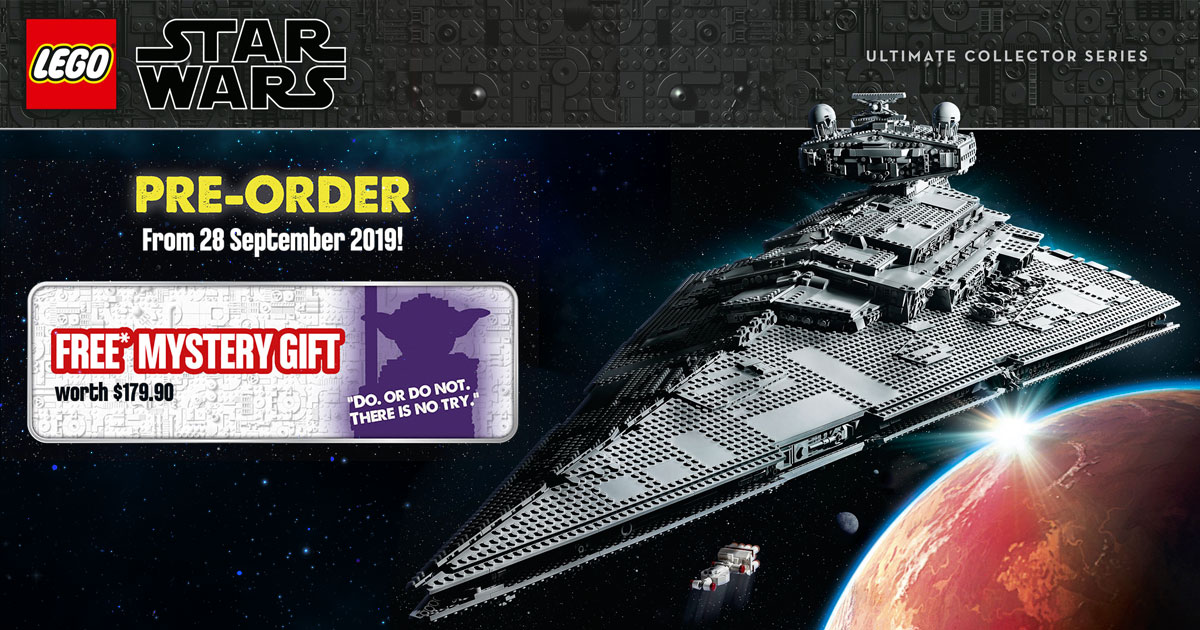 LEGO
STAR
WARS
ULTIMATE COLLECTOR SERIES
PRE-ORDER
From 28 September 2019!
FREE* MYSTERY GIFT
worth $179.90
"DO. OR DO NOT.
THERE IS NO TRY."